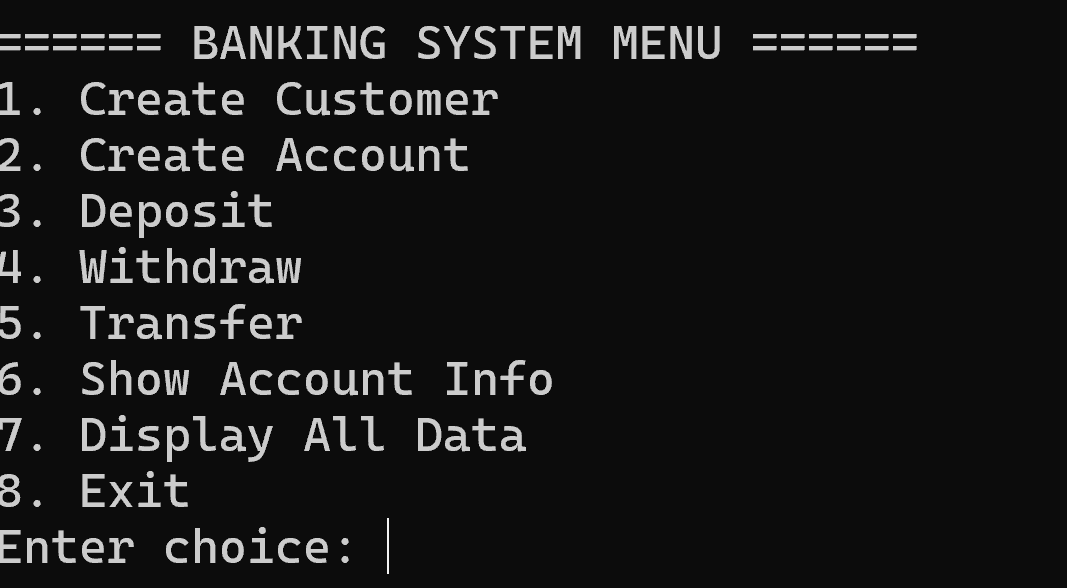 ====== BANKING SYSTEM MENU ======
1. Create Customer
2. Create Account
3. Deposit
4. Withdraw
5. Transfer
6. Show Account Info
7. Display All Data
8. Exit
Enter choice: